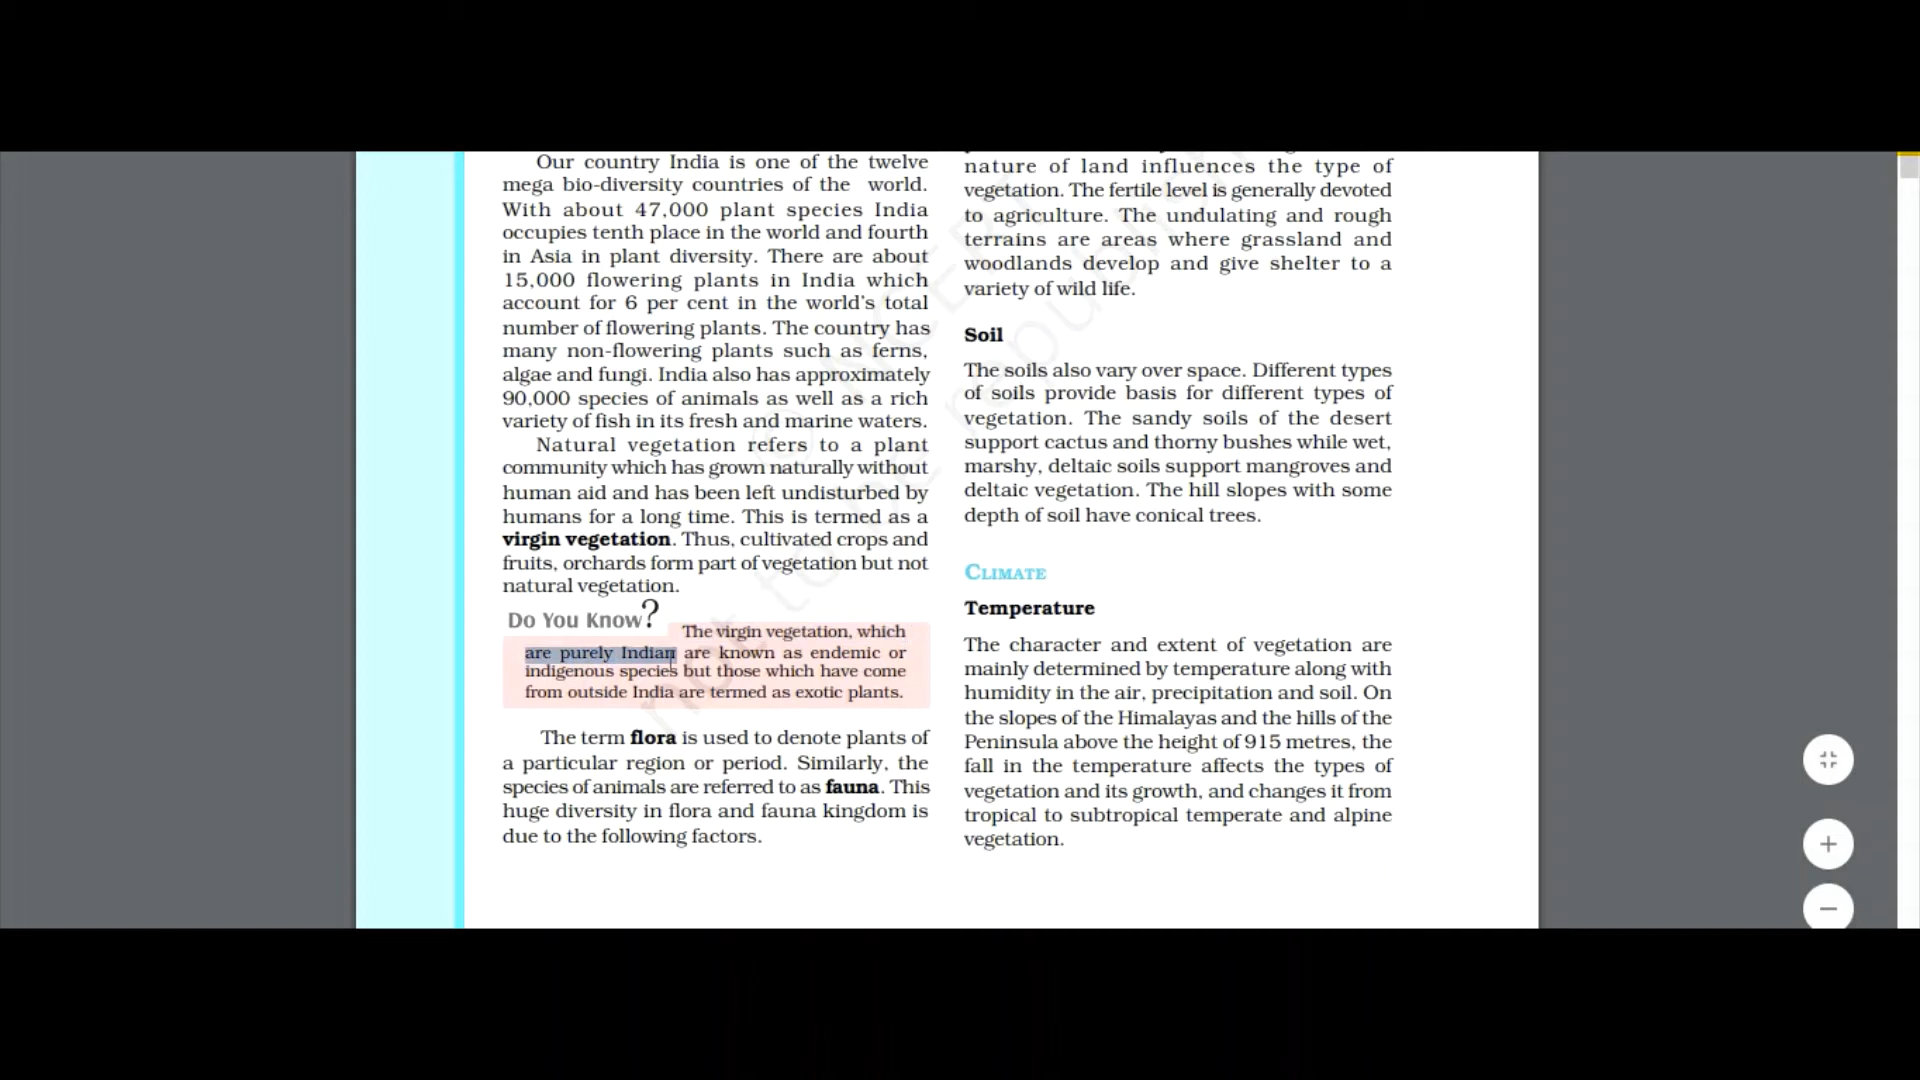 Our country India is one of the twelve
mega bio-diversity countries of the world.
With about 47,000 plant species India
occupies tenth place in the world and fourth
in Asia in plant diversity. There are about
15,000 flowering plants in India which
account for 6 per cent in the world's total
number of flowering plants. The country has
many non-flowering plants such as ferns,
algae and fungi. India also has approximately
90,000 species of animals as well as a rich
variety of fish in its fresh and marine waters.
Natural vegetation refers to a plant
community which has grown naturally without
human aid and has been left undisturbed by
humans for a long time. This is termed as a
virgin vegetation. Thus, cultivated crops and
fruits, orchards form part of vegetation but not
natural vegetation.
Do You Know?
The virgin vegetation, which
are purely Indian are known as endemic or
indigenous species but those which have come
from outside India are termed as exotic plants.
The term flora is used to denote plants of
a particular region or period. Similarly, the
species of animals are referred to as fauna. This
huge diversity in flora and fauna kingdom is
due to the following factors.
nature of land influences the type of
vegetation. The fertile level is generally devoted
to agriculture. The undulating and rough
terrains are areas where grassland and
woodlands develop and give shelter to a
variety of wild life.
Soil
The soils also vary over space. Different types
of soils provide basis for different types of
vegetation. The sandy soils of the desert
support cactus and thorny bushes while wet,
marshy, deltaic soils support mangroves and
deltaic vegetation. The hill slopes with some
depth of soil have conical trees.
CLIMATE
Temperature
The character and extent of vegetation are
mainly determined by temperature along with
humidity in the air, precipitation and soil. On
the slopes of the Himalayas and the hills of the
Peninsula above the height of 915 metres, the
fall in the temperature affects the types of
vegetation and its growth, and changes it from
tropical to subtropical temperate and alpine
vegetation.
© NCERT
not to be republish